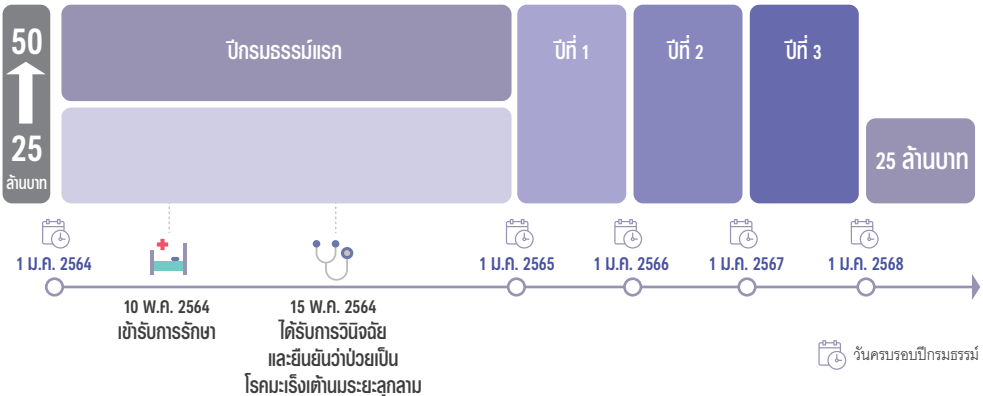 50
25
ล้านบาท
ปีกรมธรรม์แรก
ปีที่ 1
ปีที่ 2
ปีที่ 3
25 ล้านบาท
1 ม.ค. 2564
1 ม.ค. 2565
1 ม.ค. 2566
1 ม.ค. 2567
1 ม.ค. 2568
10 พ.ค. 2564
เข้ารับการรักษา
15 พ.ค. 2564
ได้รับการวินิจฉัย
และยืนยันว่าป่วยเป็น
โรคมะเร็งเต้านมระยะลุกลาม
วันครบรอบปีกรมธรรม์